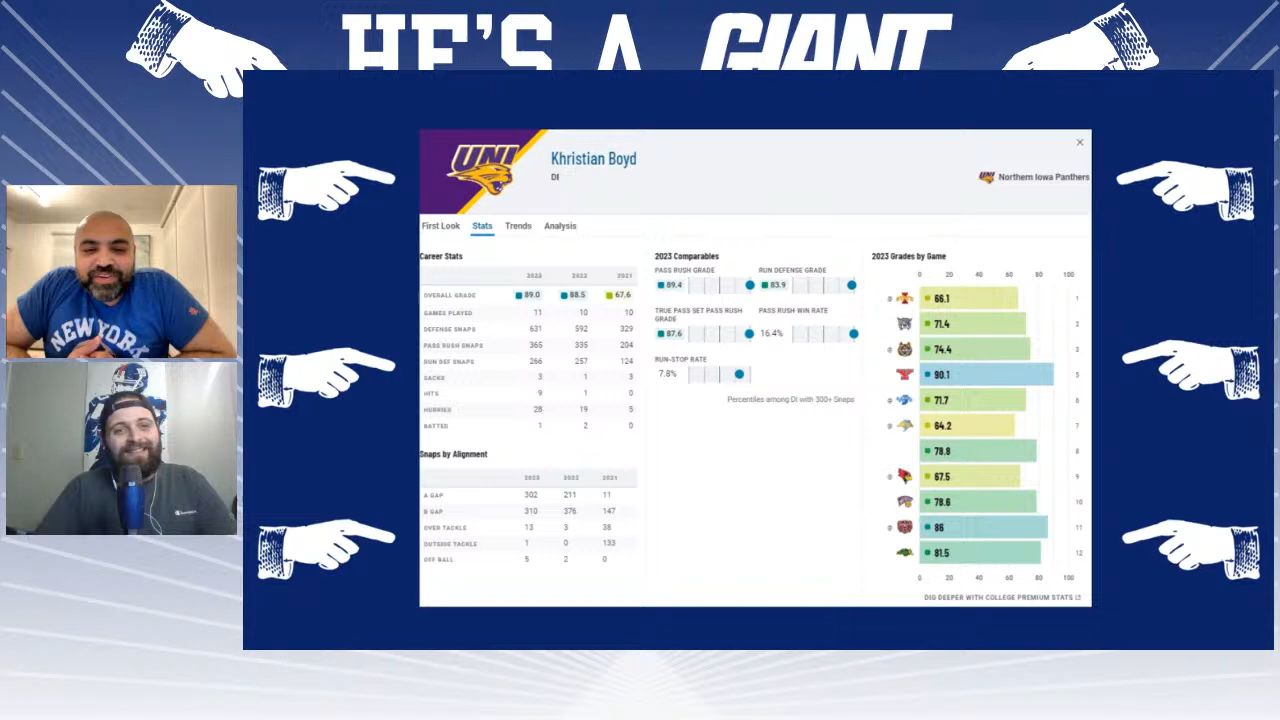 HE'S A GIANT
UNI
Khristian Boyd
DI
UNI Northern Iowa Panthers
First Look Stats Trends Analysis
Career Stats
2023 2022 2021
OVERALL GRADE 89.0 88.5 67.6
GAMES PLAYED 11 10 10
DEFENSE SNAPS 631 592 329
PASS RUSH SNAPS 365 335 204
RUN DEF SNAPS 266 257 124
SACKS 3 1 3
HITS 9 1 0
HURRIES 28 19 5
BATTED 1 2 0
Snaps by Alignment
2023 2022 2021
A GAP 302 211 11
B GAP 310 376 147
OVER TACKLE 13 3 38
OUTSIDE TACKLE 1 0 133
OFF BALL 5 2 0
2023 Comparables
PASS RUSH GRADE RUN DEFENSE GRADE
89.4 83.9
TRUE PASS SET PASS RUSH
GRADE
PASS RUSH WIN RATE
87.6 16.4%
RUN-STOP RATE
7.8%
Percentiles among DI with 300+ Snaps
2023 Grades by Game
0 20 40 60 80 100
@ 66.1 1
71.4 2
@ 74.4 3
90.1 5
@ 71.7 6
@ 64.2 7
78.8 8
@ 67.5 9
78.6 10
@ 86 11
81.5 12
0 20 40 60 80 100
DIG DEEPER WITH COLLEGE PREMIUM STATS
NEW YORK
Champion